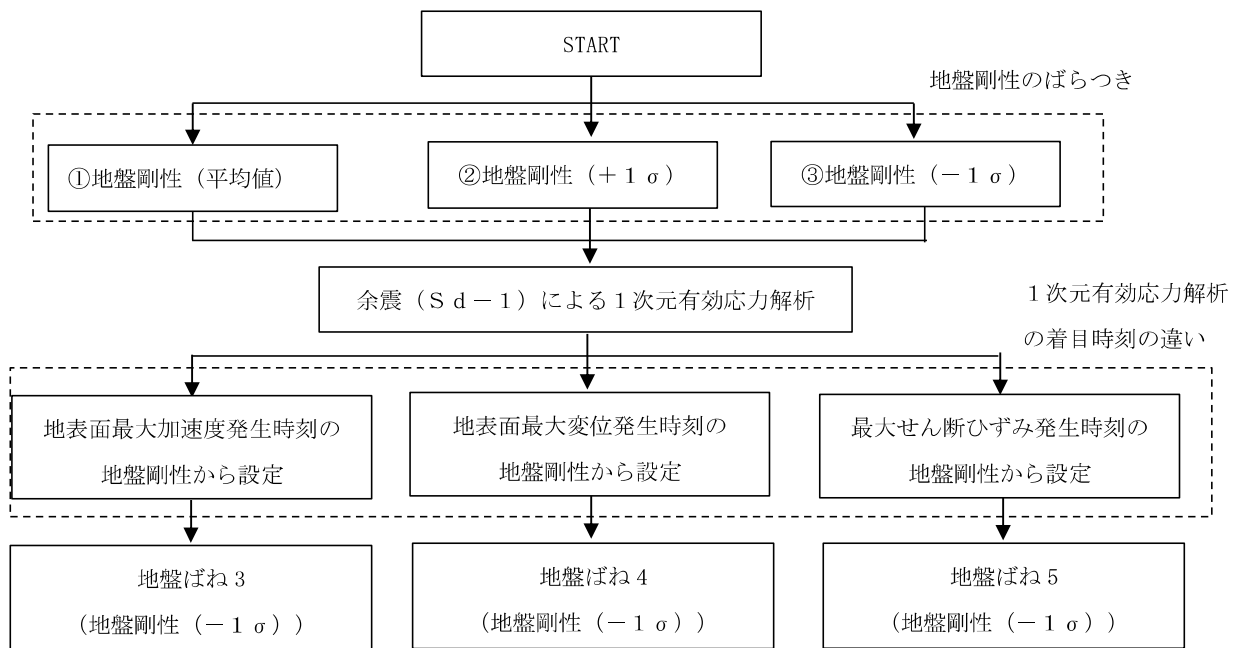 START
地盤剛性のばらつき
①地盤剛性（平均値）
②地盤剛性（＋１σ）
③地盤剛性（－１σ）
余震（Ｓｄ－１）による１次元有効応力解析
１次元有効応力解析
の着目時刻の違い
地表面最大加速度発生時刻の
地盤剛性から設定
地表面最大変位発生時刻の
地盤剛性から設定
最大せん断ひずみ発生時刻の
地盤剛性から設定
地盤ばね 3
（地盤剛性（－１σ））
地盤ばね 4
（地盤剛性（－１σ））
地盤ばね 5
（地盤剛性（－１σ））